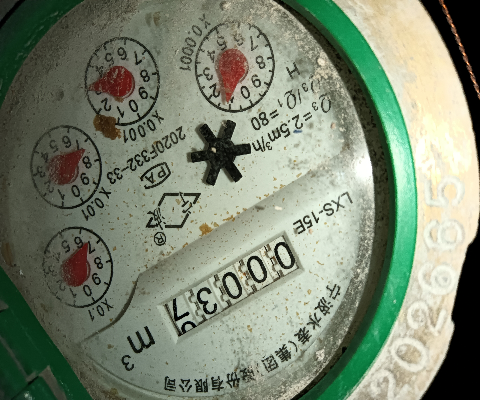 X0.0001
X0.001
X0.01
X0.1
H
Q₃/Q₁=80
Q₃=2.5m³/h
2020F332-33
®
LXS-15E
00037
m³
宁波水表(集团)股份有限公司
202665